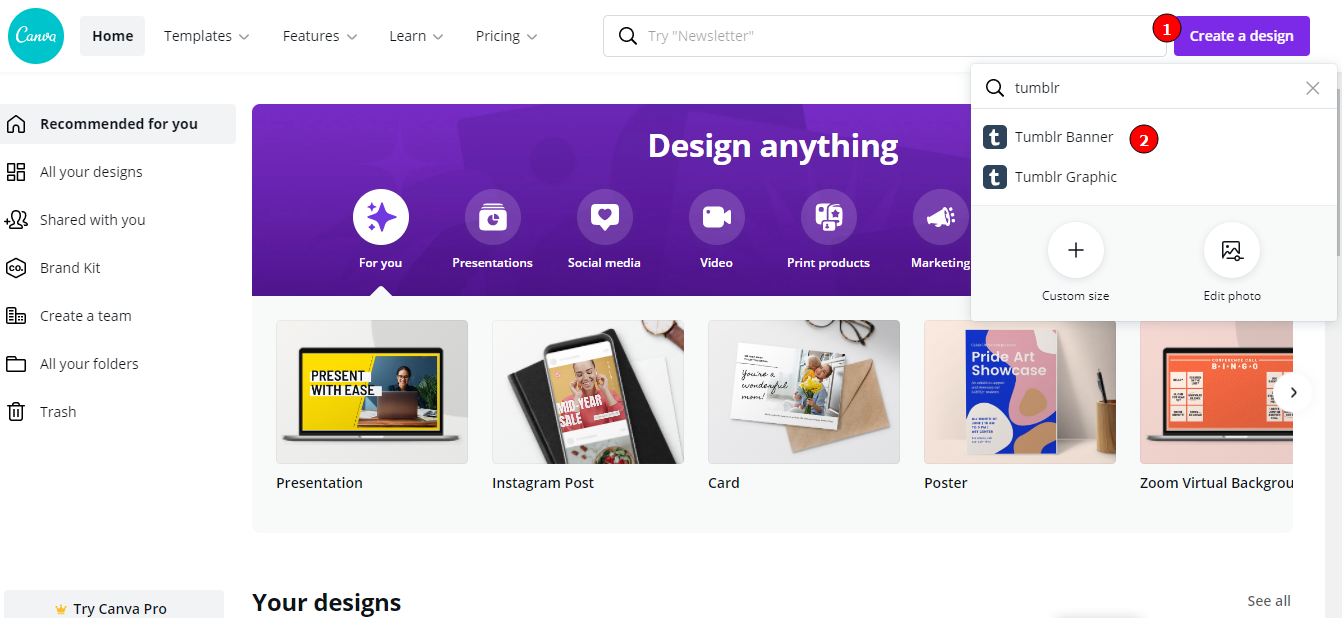 Canva
Home
Templates
Features
Learn
Pricing
Try "Newsletter"
1
Create a design
tumblr
Tumblr Banner
2
Tumblr Graphic
Custom size
Edit photo
Recommended for you
All your designs
Shared with you
CO.
Brand Kit
Create a team
All your folders
Trash
Try Canva Pro
Design anything
For you
Presentations
Social media
Video
Print products
Marketing
PRESENT
WITH EASE
MID-YEAR
SALE
You're a
wonderful
mom!
Pride Art
Showcase
CONFERENCE CALL
B·I·N·G·O
Presentation
Instagram Post
Card
Poster
Zoom Virtual Backgrou
Your designs
See all